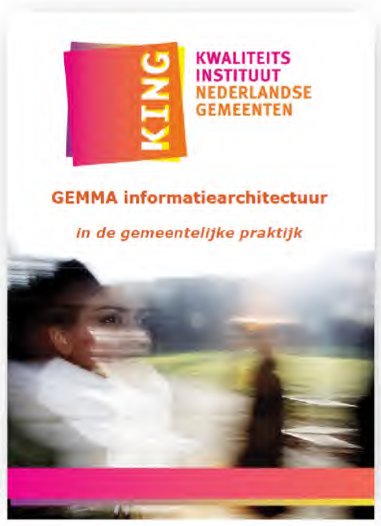 KING
KWALITEITS
INSTITUUT
NEDERLANDSE
GEMEENTEN
GEMMA informatiearchitectuur
in de gemeentelijke praktijk